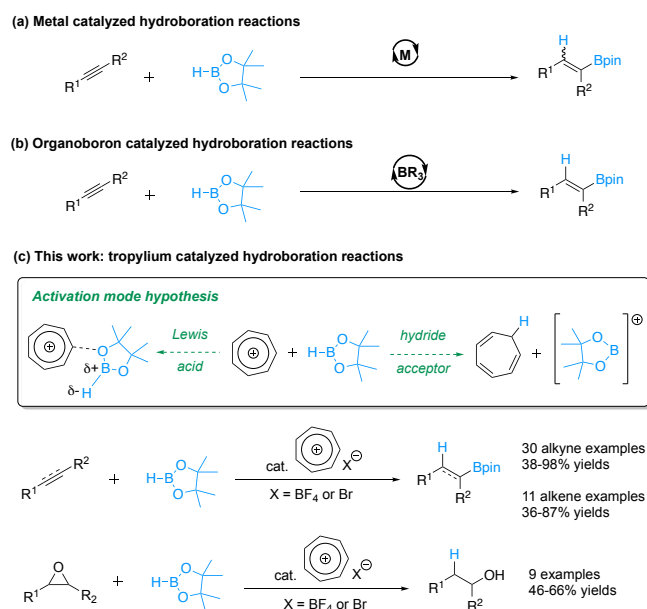 (a) Metal catalyzed hydroboration reactions
R¹ R² + H-B O O M H R¹ Bpin R²
(b) Organoboron catalyzed hydroboration reactions
R¹ R² + H-B O O BR₃ H R¹ Bpin R²
(c) This work: tropylium catalyzed hydroboration reactions
Activation mode hypothesis
⊕ O δ+ B O δ- H Lewis acid ⊕ + H-B O O hydride acceptor H + O B O ⊕
R¹ R² + H-B O O cat. ⊕ X⊖ H R¹ Bpin R² 30 alkyne examples
38-98% yields
X = BF₄ or Br
11 alkene examples
36-87% yields
O R¹ R₂ + H-B O O cat. ⊕ X⊖ H R¹ OH R² 9 examples
46-66% yields
X = BF₄ or Br